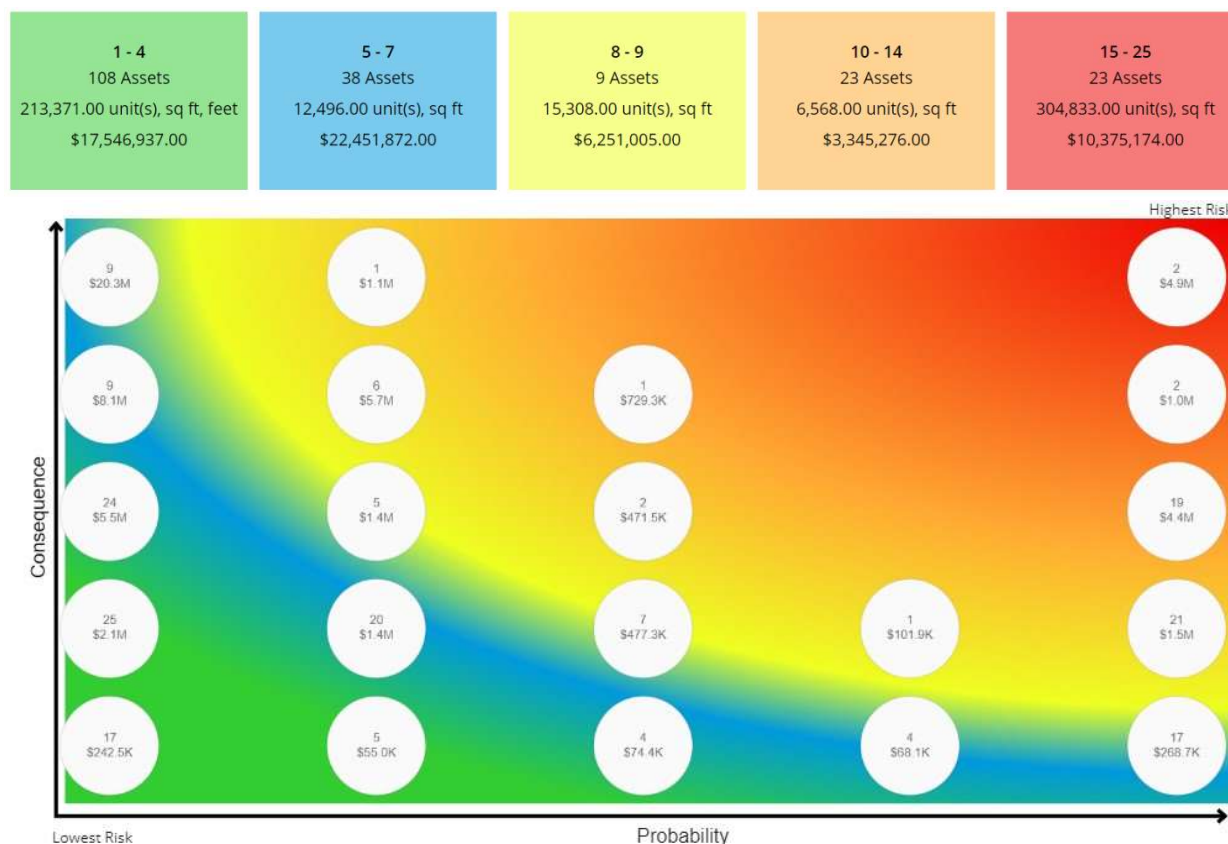 1 - 4
108 Assets
213,371.00 unit(s), sq ft, feet
$17,546,937.00
5 - 7
38 Assets
12,496.00 unit(s), sq ft
$22,451,872.00
8 - 9
9 Assets
15,308.00 unit(s), sq ft
$6,251,005.00
10 - 14
23 Assets
6,568.00 unit(s), sq ft
$3,345,276.00
15 - 25
23 Assets
304,833.00 unit(s), sq ft
$10,375,174.00
Highest Risk
9
$20.3M
1
$1.1M
2
$4.9M
9
$8.1M
6
$5.7M
1
$729.3K
2
$1.0M
24
$5.5M
5
$1.4M
2
$471.5K
19
$4.4M
25
$2.1M
20
$1.4M
7
$477.3K
1
$101.9K
21
$1.5M
17
$242.5K
5
$55.0K
4
$74.4K
4
$68.1K
17
$268.7K
Consequence
Lowest Risk
Probability